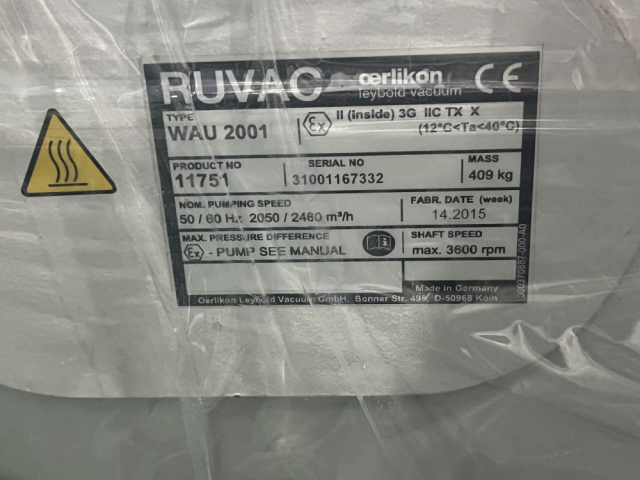 RUVAC oerlikon
leybold vacuum CE
TYPE
WAU 2001 Ex II (inside) 3G IIC TX X
(12°C<Ta<40°C)
PRODUCT NO SERIAL NO MASS
11751 31001167332 409 kg
NOM. PUMPING SPEED FABR. DATE (week)
50 / 60 Hz: 2050 / 2460 m³/h 14.2015
MAX. PRESSURE DIFFERENCE SHAFT SPEED
Ex - PUMP SEE MANUAL max. 3600 rpm
Made in Germany
Oerlikon Leybold Vacuum GmbH. Bonner Str. 498, D-50968 Köln